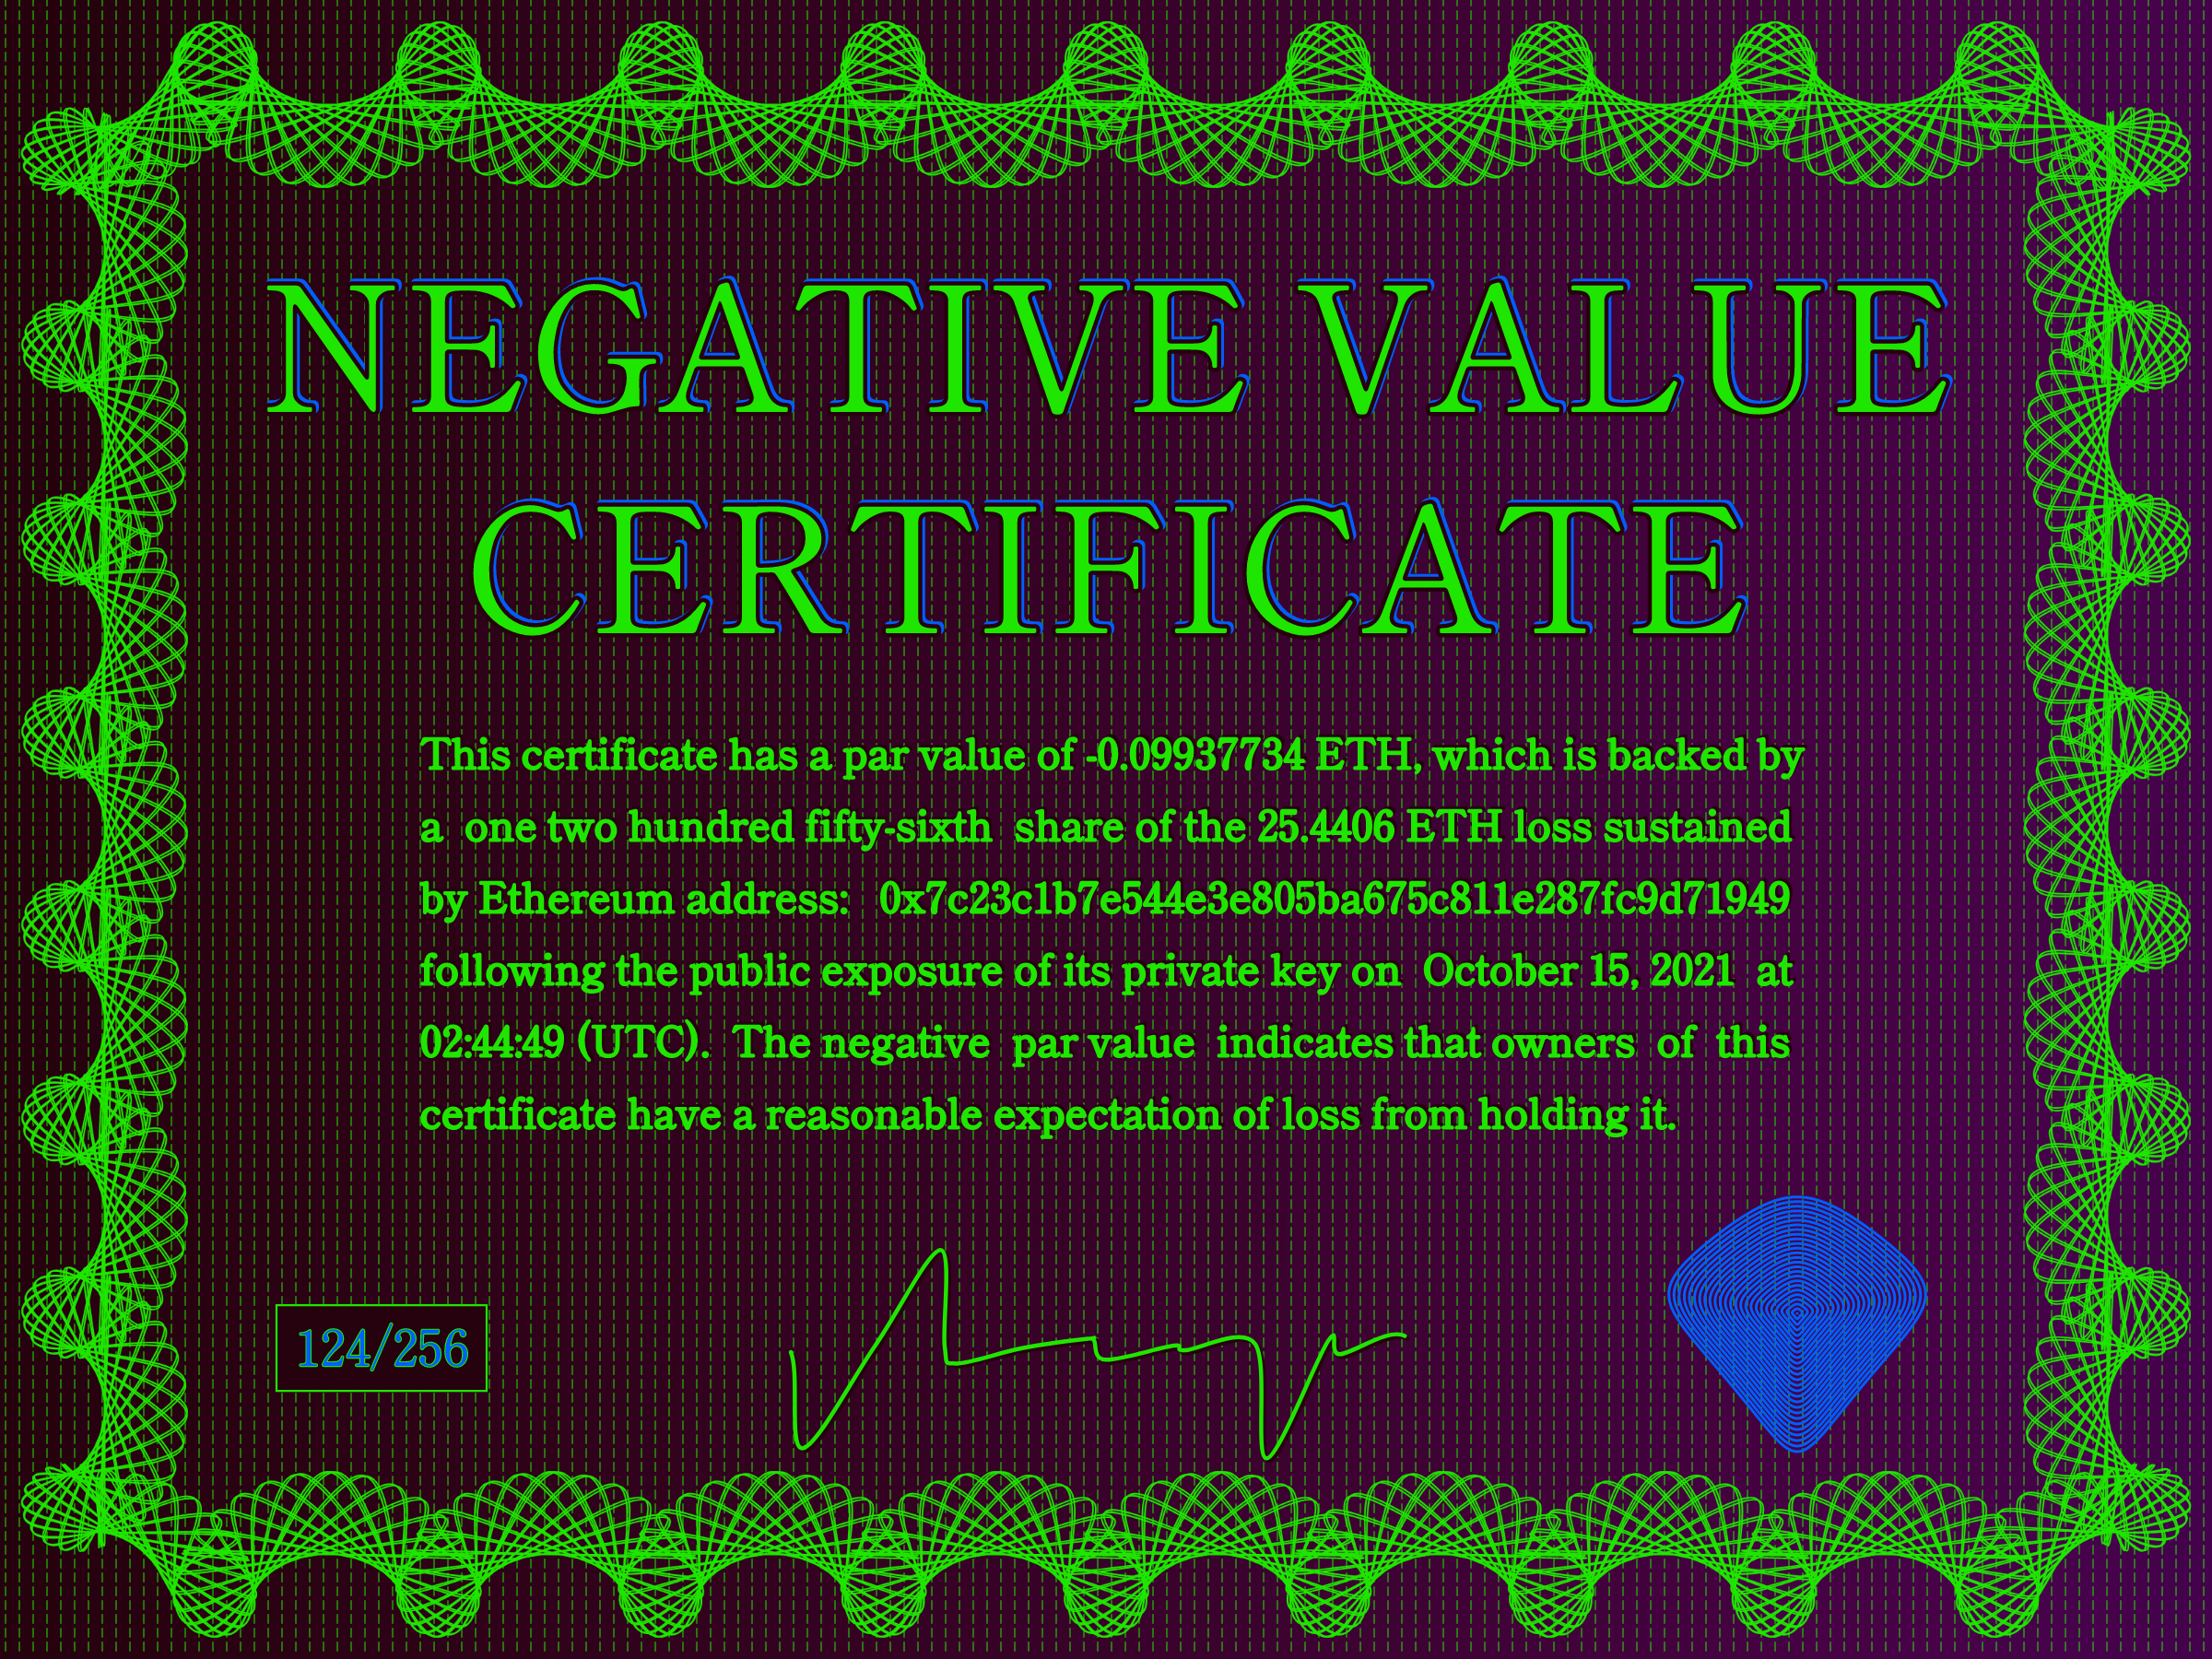 NEGATIVE VALUE
CERTIFICATE
This certificate has a par value of -0.09937734 ETH, which is backed by
a one two hundred fifty-sixth share of the 25.4406 ETH loss sustained
by Ethereum address: 0x7c23c1b7e544e3e805ba675c811e287fc9d71949
following the public exposure of its private key on October 15, 2021 at
02:44:49 (UTC). The negative par value indicates that owners of this
certificate have a reasonable expectation of loss from holding it.
124/256